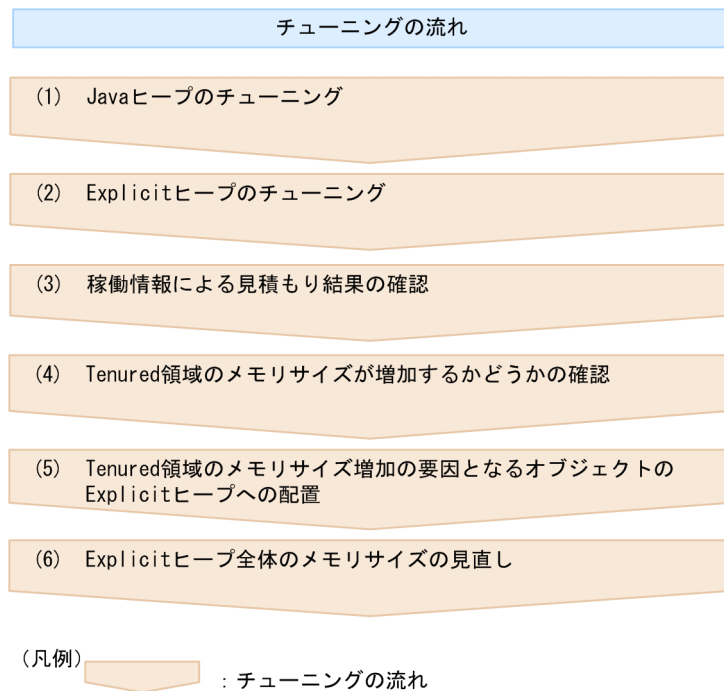 チューニングの流れ
(1) Javaヒープのチューニング
(2) Explicitヒープのチューニング
(3) 稼働情報による見積もり結果の確認
(4) Tenured領域のメモリサイズが増加するかどうかの確認
(5) Tenured領域のメモリサイズ増加の要因となるオブジェクトの
Explicitヒープへの配置
(6) Explicitヒープ全体のメモリサイズの見直し
(凡例)
：チューニングの流れ